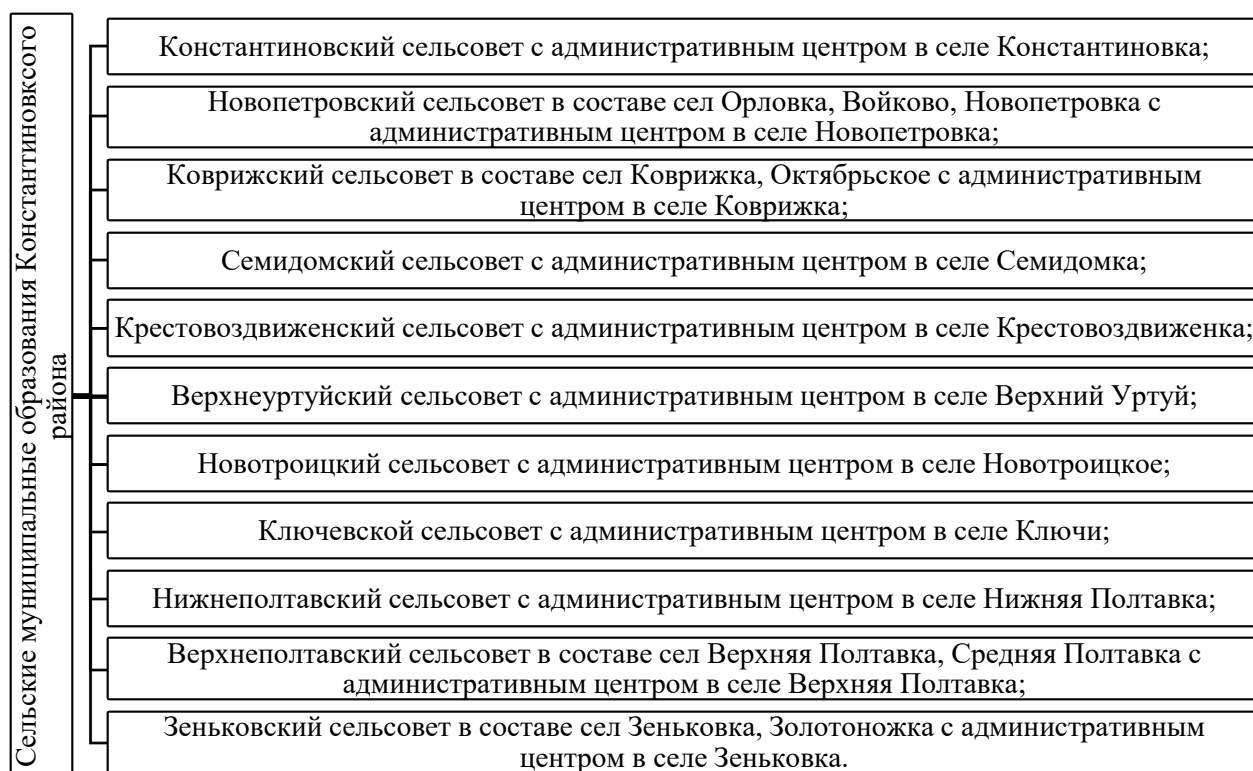 Сельские муниципальные образования Константиновксого
района
Константиновский сельсовет с административным центром в селе Константиновка;
Новопетровский сельсовет в составе сел Орловка, Войково, Новопетровка с
административным центром в селе Новопетровка;
Коврижский сельсовет в составе сел Коврижка, Октябрьское с административным
центром в селе Коврижка;
Семидомский сельсовет с административным центром в селе Семидомка;
Крестовоздвиженский сельсовет с административным центром в селе Крестовоздвиженка;
Верхнеуртуйский сельсовет с административным центром в селе Верхний Уртуй;
Новотроицкий сельсовет с административным центром в селе Новотроицкое;
Ключевской сельсовет с административным центром в селе Ключи;
Нижнеполтавский сельсовет с административным центром в селе Нижняя Полтавка;
Верхнеполтавский сельсовет в составе сел Верхняя Полтавка, Средняя Полтавка с
административным центром в селе Верхняя Полтавка;
Зеньковский сельсовет в составе сел Зеньковка, Золотоножка с административным
центром в селе Зеньковка.